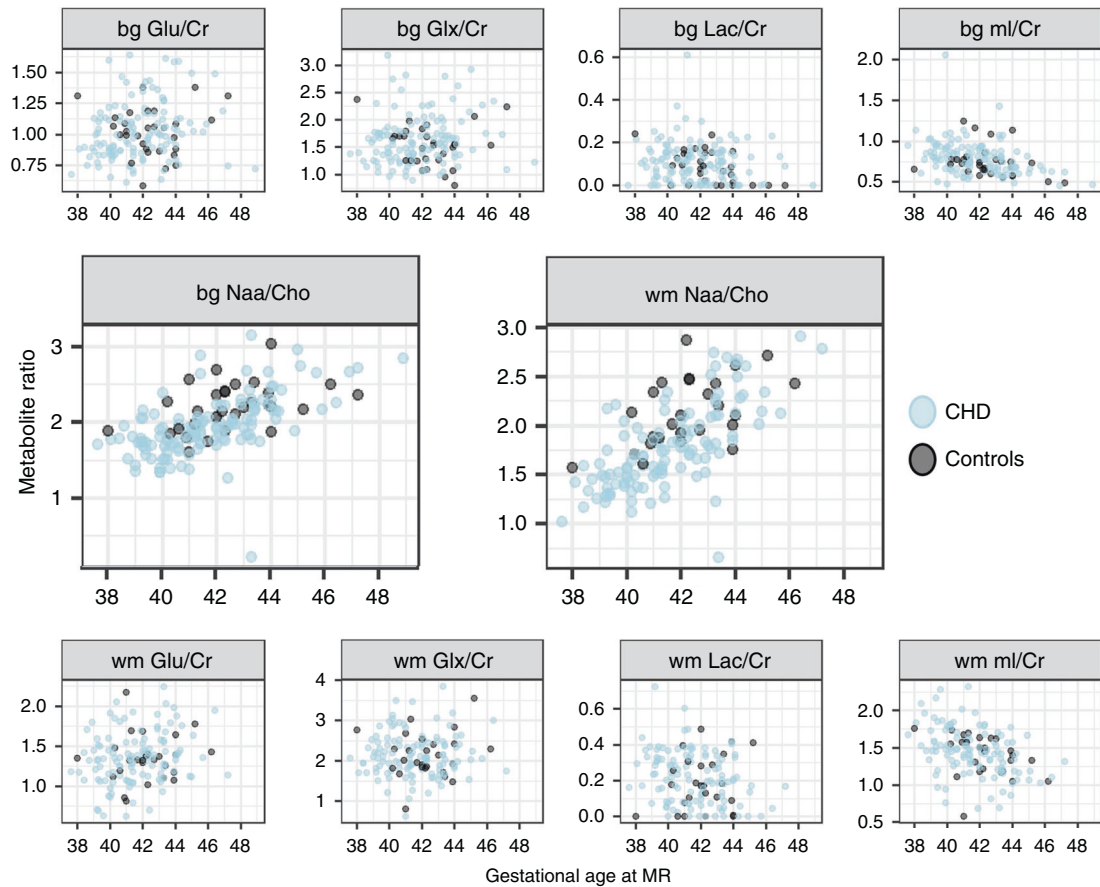 bg Glu/Cr
bg Glx/Cr
bg Lac/Cr
bg ml/Cr
1.50
1.25
1.00
0.75
3.0
2.5
2.0
1.5
1.0
0.6
0.4
0.2
0.0
2.0
1.5
1.0
0.5
38 40 42 44 46 48
38 40 42 44 46 48
38 40 42 44 46 48
38 40 42 44 46 48
bg Naa/Cho
wm Naa/Cho
Metabolite ratio
3
2
1
3.0
2.5
2.0
1.5
1.0
38 40 42 44 46 48
38 40 42 44 46 48
CHD
Controls
wm Glu/Cr
wm Glx/Cr
wm Lac/Cr
wm ml/Cr
2.0
1.5
1.0
4
3
2
1
0.6
0.4
0.2
0.0
2.0
1.5
1.0
0.5
38 40 42 44 46 48
38 40 42 44 46 48
38 40 42 44 46 48
38 40 42 44 46 48
Gestational age at MR